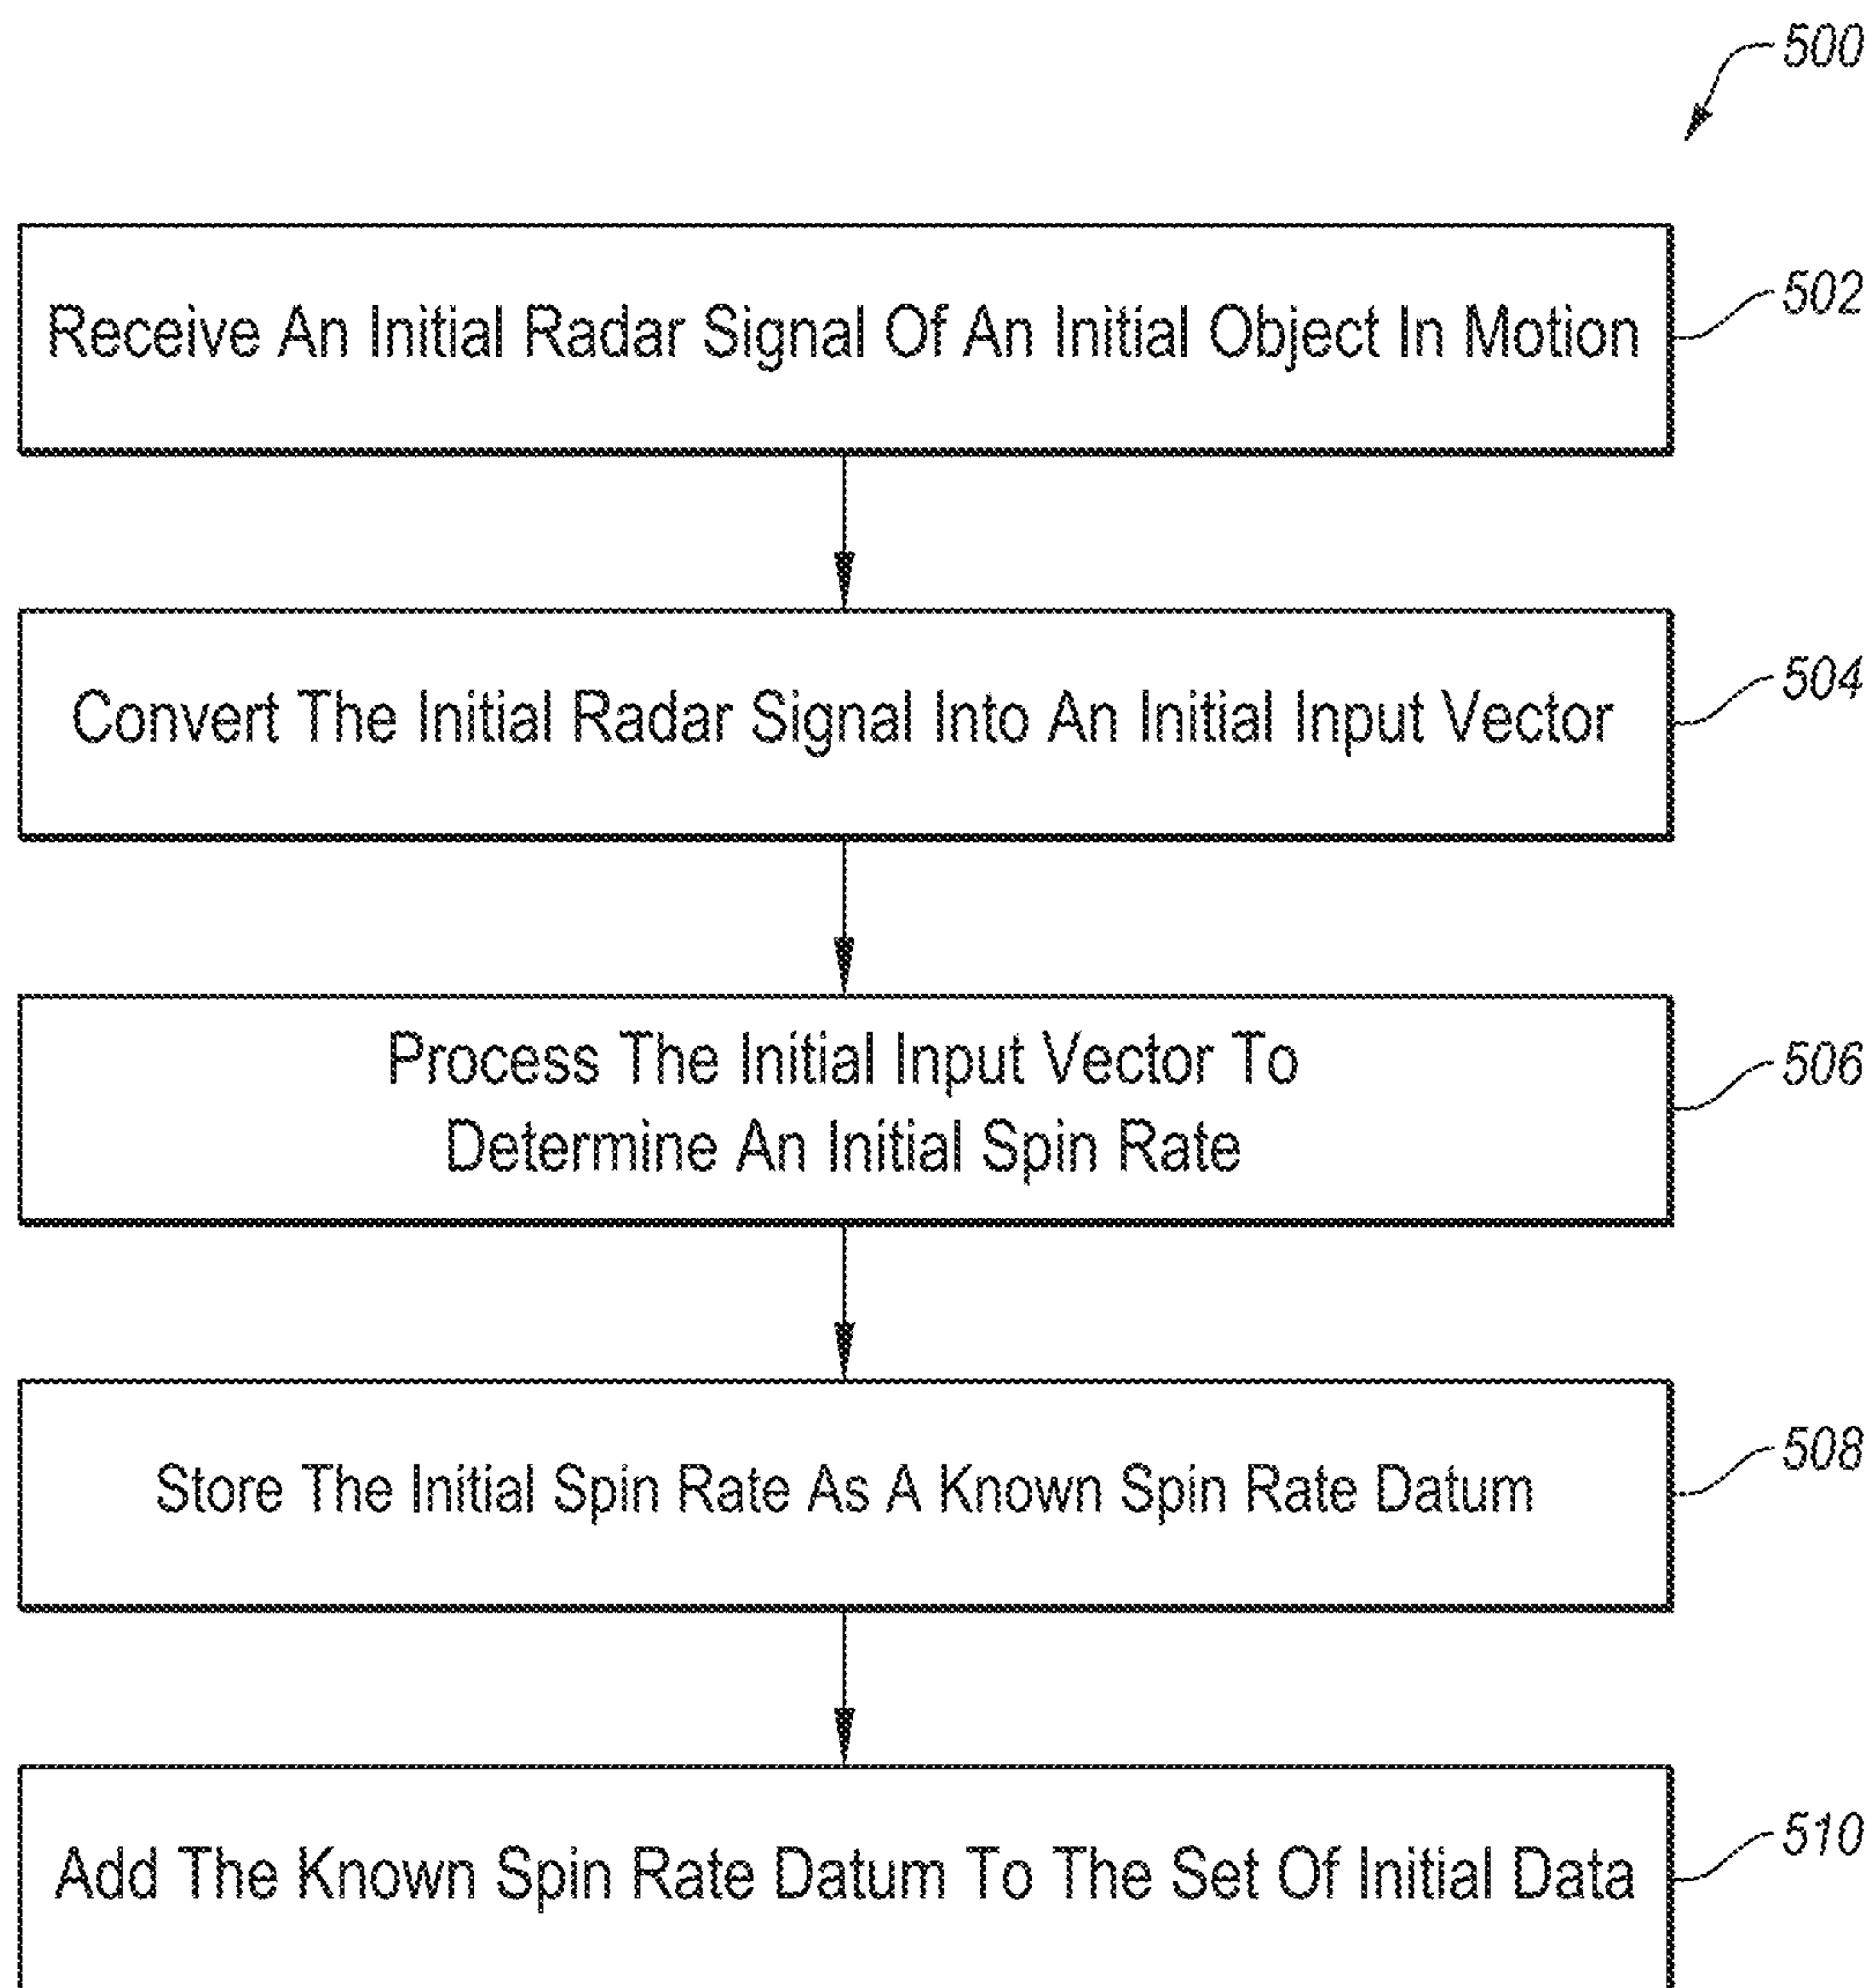 500
Receive An Initial Radar Signal Of An Initial Object In Motion
502
Convert The Initial Radar Signal Into An Initial Input Vector
504
Process The Initial Input Vector To
Determine An Initial Spin Rate
506
Store The Initial Spin Rate As A Known Spin Rate Datum
508
Add The Known Spin Rate Datum To The Set Of Initial Data
510